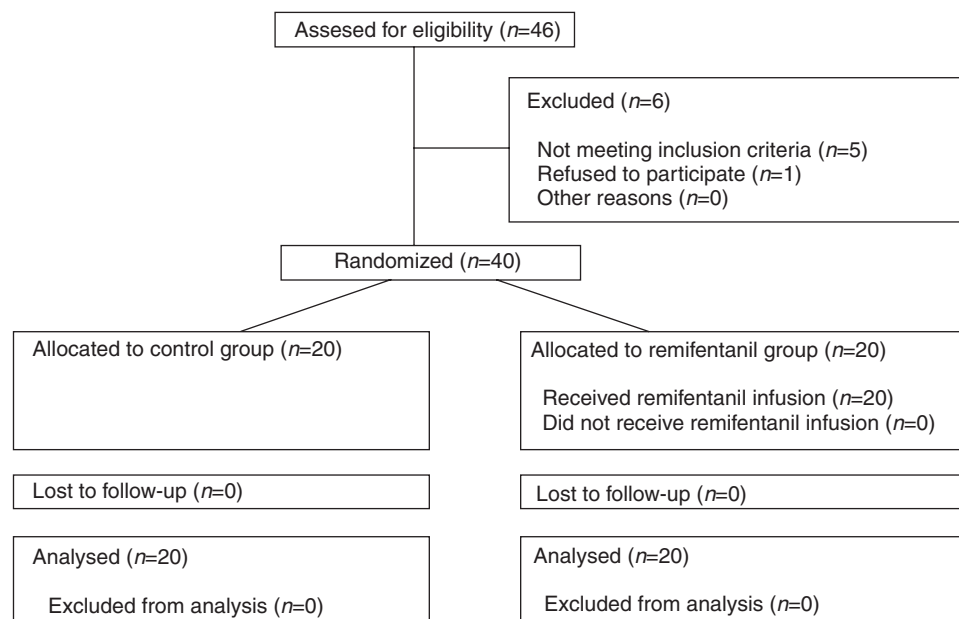 Assesed for eligibility (n=46)
Excluded (n=6)
Not meeting inclusion criteria (n=5)
Refused to participate (n=1)
Other reasons (n=0)
Randomized (n=40)
Allocated to control group (n=20)
Allocated to remifentanil group (n=20)
Received remifentanil infusion (n=20)
Did not receive remifentanil infusion (n=0)
Lost to follow-up (n=0)
Lost to follow-up (n=0)
Analysed (n=20)
Excluded from analysis (n=0)
Analysed (n=20)
Excluded from analysis (n=0)